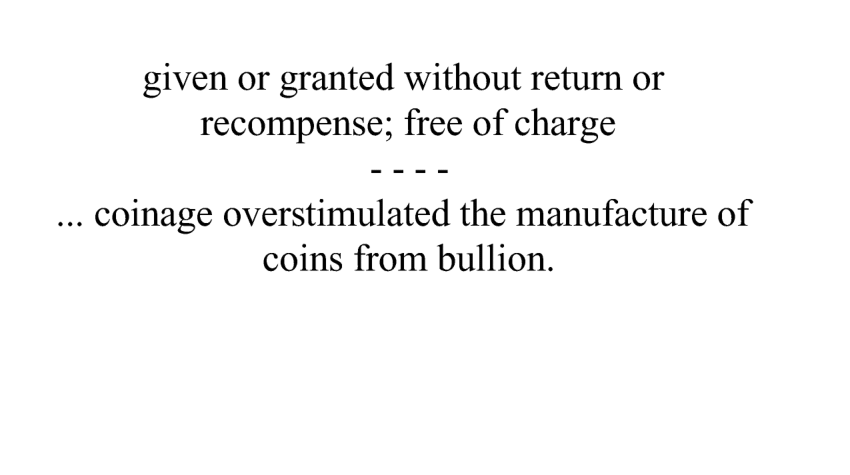 given or granted without return or
recompense; free of charge
- - - -
... coinage overstimulated the manufacture of
coins from bullion.